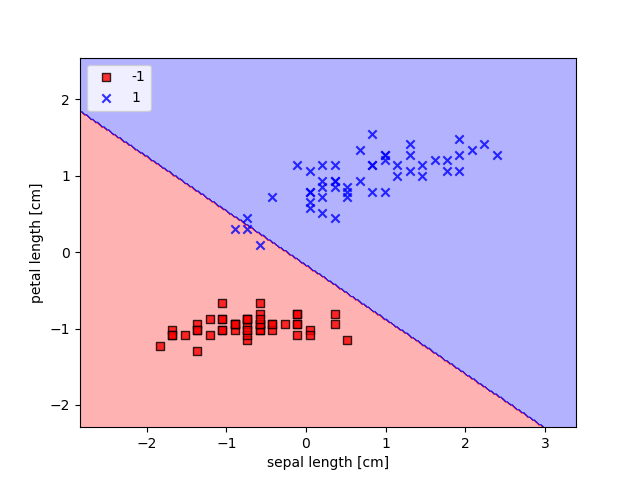 -1
1
2
1
0
−1
−2
petal length [cm]
−2 −1 0 1 2 3
sepal length [cm]